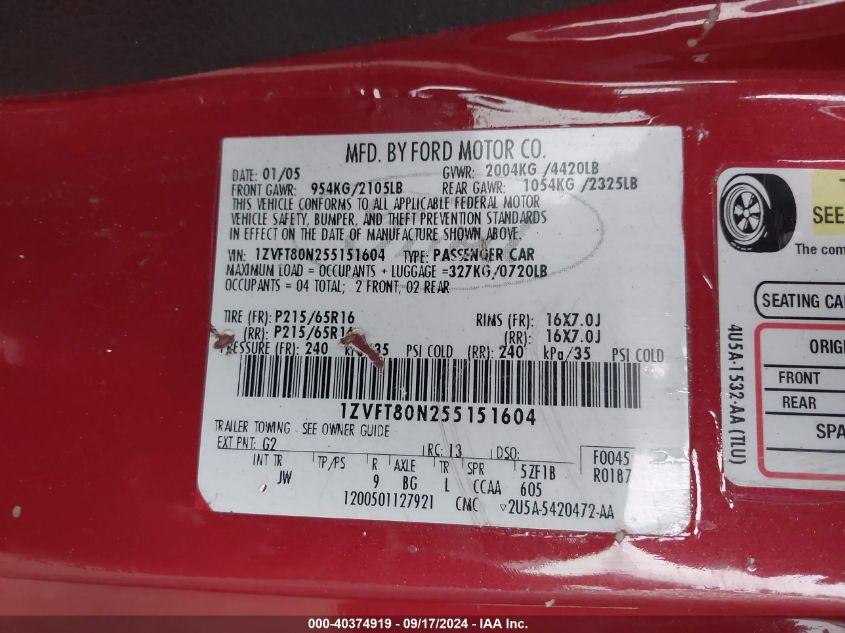 MFD. BY FORD MOTOR CO.
DATE: 01/05 GVWR: 2004KG /4420LB
FRONT GAWR: 954KG/2105LB REAR GAWR: 1054KG /2325LB
THIS VEHICLE CONFORMS TO ALL APPLICABLE FEDERAL MOTOR
VEHICLE SAFETY, BUMPER, AND THEFT PREVENTION STANDARDS
IN EFFECT ON THE DATE OF MANUFACTURE SHOWN ABOVE.
VIN: 1ZVFT80N255151604 TYPE: PASSENGER CAR
MAXIMUM LOAD = OCCUPANTS + LUGGAGE =327KG/0720LB
OCCUPANTS = 04 TOTAL; 2 FRONT, 02 REAR
TIRE (FR): P215/65R16 RIMS (FR): 16X7.0J
(RR): P215/65R16 (RR): 16X7.0J
PRESSURE (FR): 240 kPa/35 PSI COLD (RR): 240 kPa/35 PSI COLD
1ZVFT80N255151604
TRAILER TOWING - SEE OWNER GUIDE
EXT PNT: G2 RC: 13 DSO: F0045
INT TR TP/PS R AXLE TR SPR 5ZF1B R0187
JW 9 BG L CCAA 605
1200501127921 CMC ▽2U5A-5420472-AA
SEE
The com
SEATING CA
ORIG
FRONT
REAR
SPA
4U5A-1532-AA (TLU)
000-40374919 - 09/17/2024 - IAA Inc.